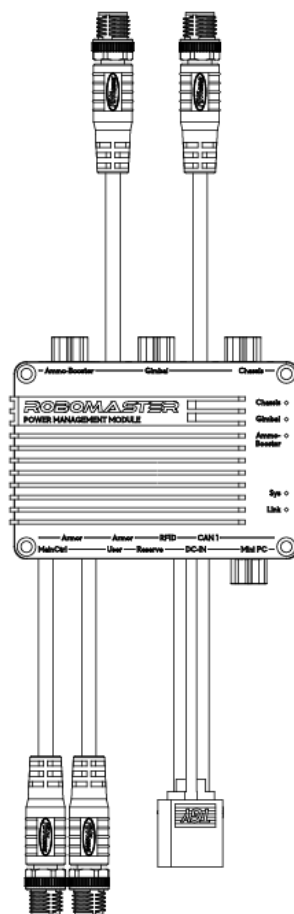 Ammo-Booster Gimbal Chassis
ROBOMASTER
POWER MANAGEMENT MODULE
Chassis
Gimbal
Ammo-
Booster
Sys
Link
Armor Armor RFID CAN 1
MainCtrl User Reserve DC-IN Mini PC